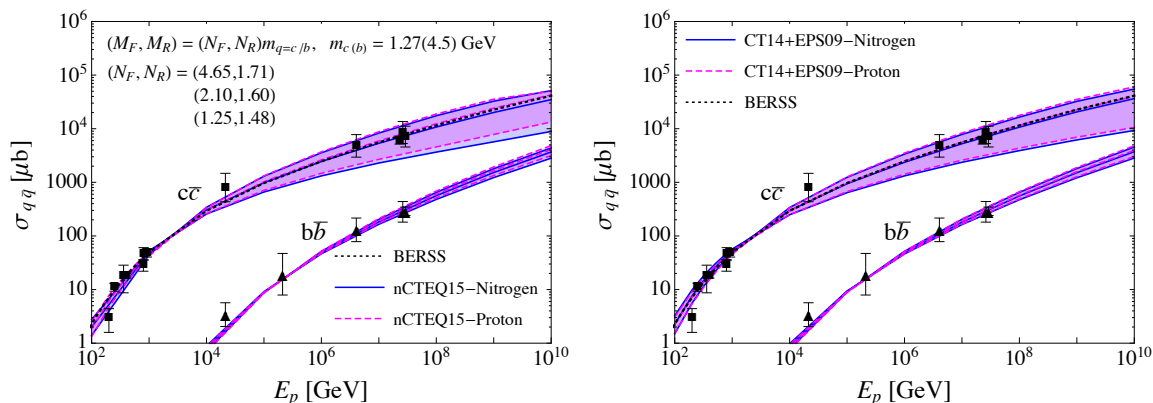 (M_F, M_R) = (N_F, N_R)m_{q=c/b}, m_{c(b)} = 1.27(4.5) GeV
(N_F, N_R) = (4.65,1.71)
(2.10,1.60)
(1.25,1.48)
cc̅
bb̅
BERSS
nCTEQ15−Nitrogen
nCTEQ15−Proton
σ_{q q̅} [μb]
10^6
10^5
10^4
1000
100
10
1
10^2
10^4
10^6
10^8
10^10
E_p [GeV]
CT14+EPS09−Nitrogen
CT14+EPS09−Proton
BERSS
cc̅
bb̅
σ_{q q̅} [μb]
10^6
10^5
10^4
1000
100
10
1
10^2
10^4
10^6
10^8
10^10
E_p [GeV]